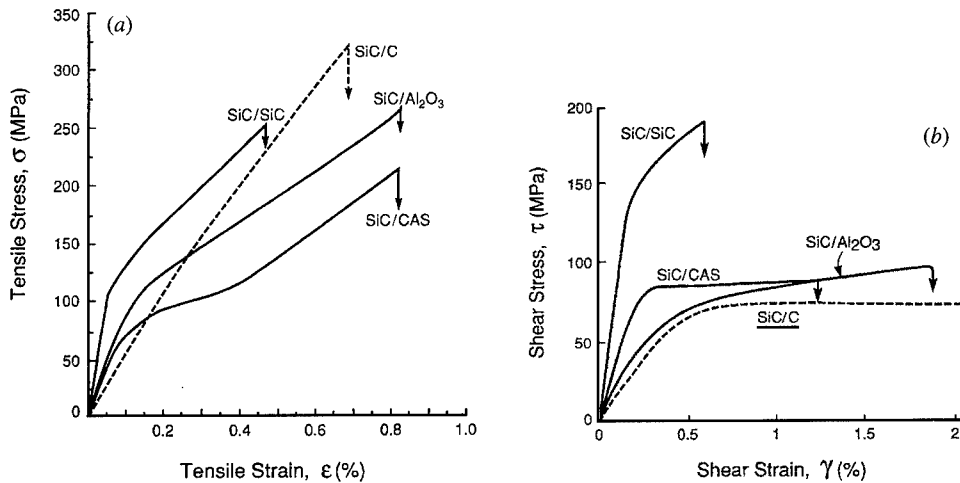 (a)
Tensile Stress, σ (MPa)
350
300
250
200
150
100
50
0
SiC/C
SiC/SiC
SiC/Al₂O₃
SiC/CAS
0.2
0.4
0.6
0.8
1.0
Tensile Strain, ε (%)
(b)
Shear Stress, τ (MPa)
200
150
100
50
0
SiC/SiC
SiC/Al₂O₃
SiC/CAS
SiC/C
0
0.5
1
1.5
2
Shear Strain, γ (%)